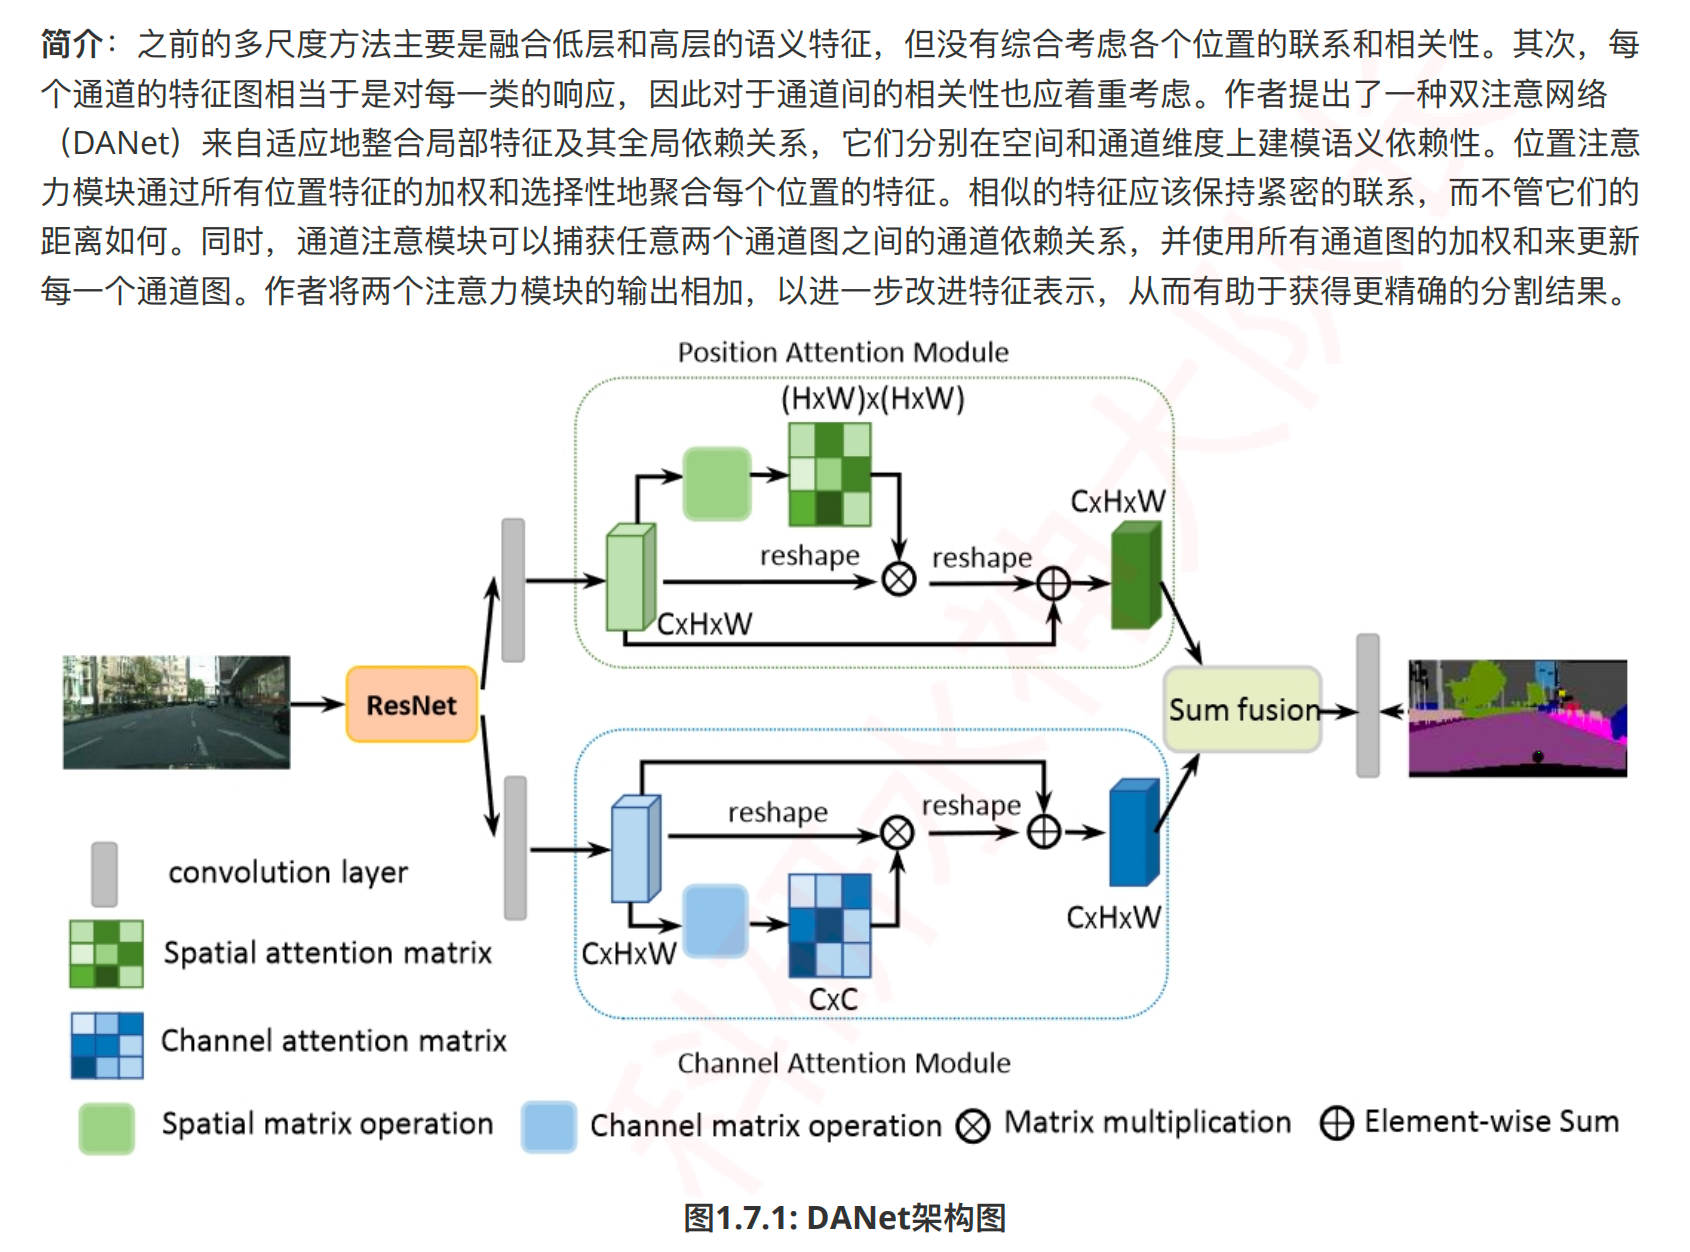 简介：之前的多尺度方法主要是融合低层和高层的语义特征，但没有综合考虑各个位置的联系和相关性。其次，每
个通道的特征图相当于是对每一类的响应，因此对于通道间的相关性也应着重考虑。作者提出了一种双注意网络
（DANet）来自适应地整合局部特征及其全局依赖关系，它们分别在空间和通道维度上建模语义依赖性。位置注意
力模块通过所有位置特征的加权和选择性地聚合每个位置的特征。相似的特征应该保持紧密的联系，而不管它们的
距离如何。同时，通道注意模块可以捕获任意两个通道图之间的通道依赖关系，并使用所有通道图的加权和来更新
每一个通道图。作者将两个注意力模块的输出相加，以进一步改进特征表示，从而有助于获得更精确的分割结果。
Position Attention Module
(HxW)x(HxW)
CxHxW
reshape
reshape
CxHxW
ResNet
Sum fusion
reshape
reshape
CxHxW
CxHxW
CxC
Channel Attention Module
convolution layer
Spatial attention matrix
Channel attention matrix
Spatial matrix operation
Channel matrix operation
Matrix multiplication
Element-wise Sum
图1.7.1: DANet架构图